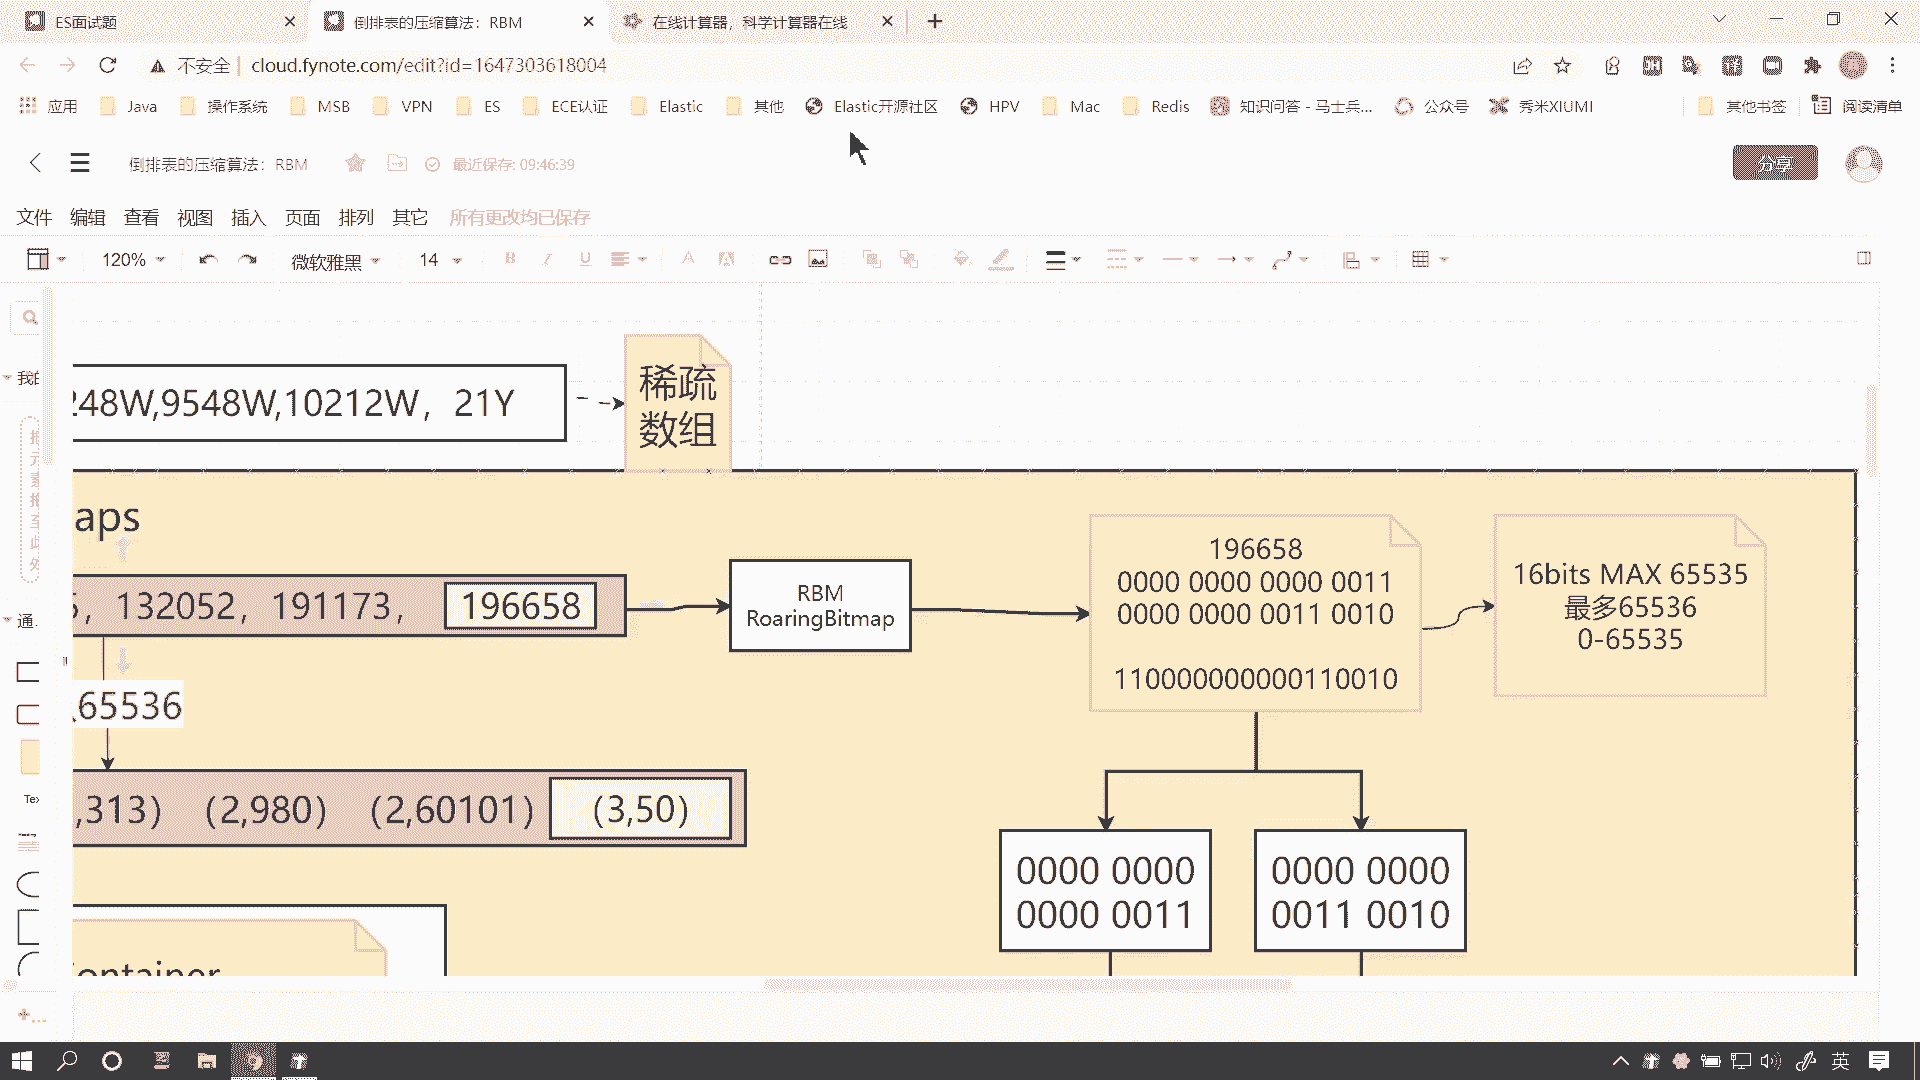 ES面试题
倒排表的压缩算法：RBM
在线计算器，科学计算器在线
不安全
cloud.fynote.com/edit?id=1647303618004
应用
Java
操作系统
MSB
VPN
ES
ECE认证
Elastic
其他
Elastic开源社区
HPV
Mac
Redis
知识问答 - 马士兵...
公众号
秀米XIUMI
其他书签
阅读清单
倒排表的压缩算法：RBM
最近保存: 09:46:39
分享
文件 编辑 查看 视图 插入 页面 排列 其它 所有更改均已保存
120%
微软雅黑
14
我的
248W,9548W,10212W，21Y
稀疏
数组
aps
5，132052，191173，
196658
RBM
RoaringBitmap
196658
0000 0000 0000 0011
0000 0000 0011 0010
110000000000110010
16bits MAX 65535
最多65536
0-65535
通.
65536
,313） (2,980） (2,60101）
(3,50)
0000 0000
0000 0011
0000 0000
0011 0010
Container
Tex
英